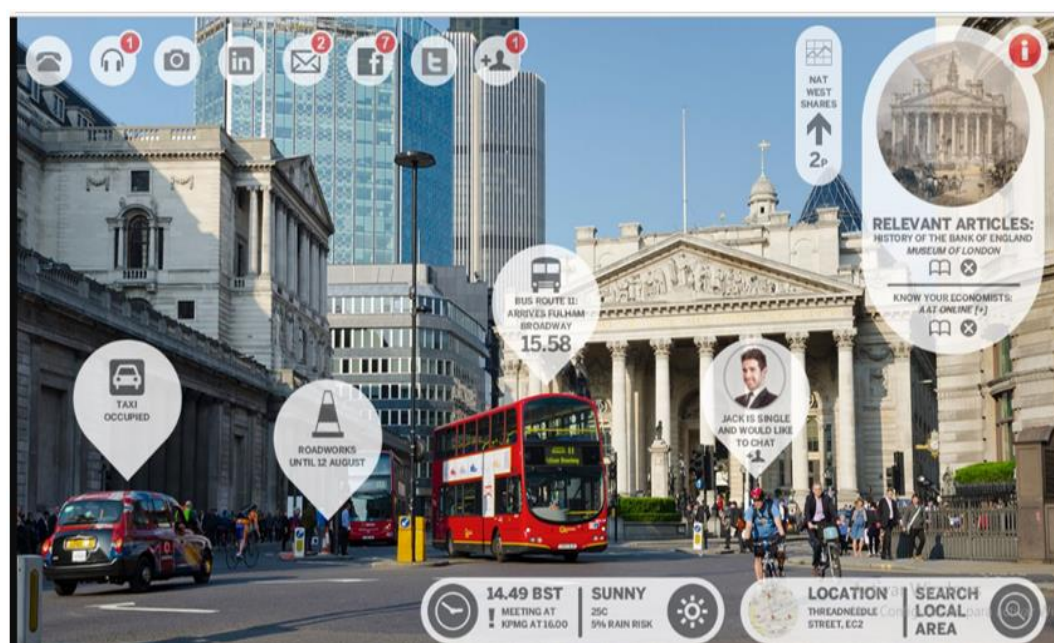 1
2
7
1
NAT
WEST
SHARES
2P
RELEVANT ARTICLES:
HISTORY OF THE BANK OF ENGLAND
MUSEUM OF LONDON
KNOW YOUR ECONOMISTS:
AAT ONLINE [+]
BUS ROUTE 11:
ARRIVES FULHAM
BROADWAY
15.58
TAXI
OCCUPIED
ROADWORKS
UNTIL 12 AUGUST
JACK IS SINGLE
AND WOULD LIKE
TO CHAT
11
Fulham Broadway
14.49 BST
! MEETING AT
KPMG AT 16.00
SUNNY
25C
5% RAIN RISK
LOCATION
THREADNEEDLE
STREET, EC2
SEARCH
LOCAL
AREA